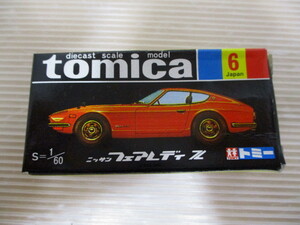 diecast scale model
tomica
6
Japan
S=1/60
ニッサン フェアレディ Z
トミー